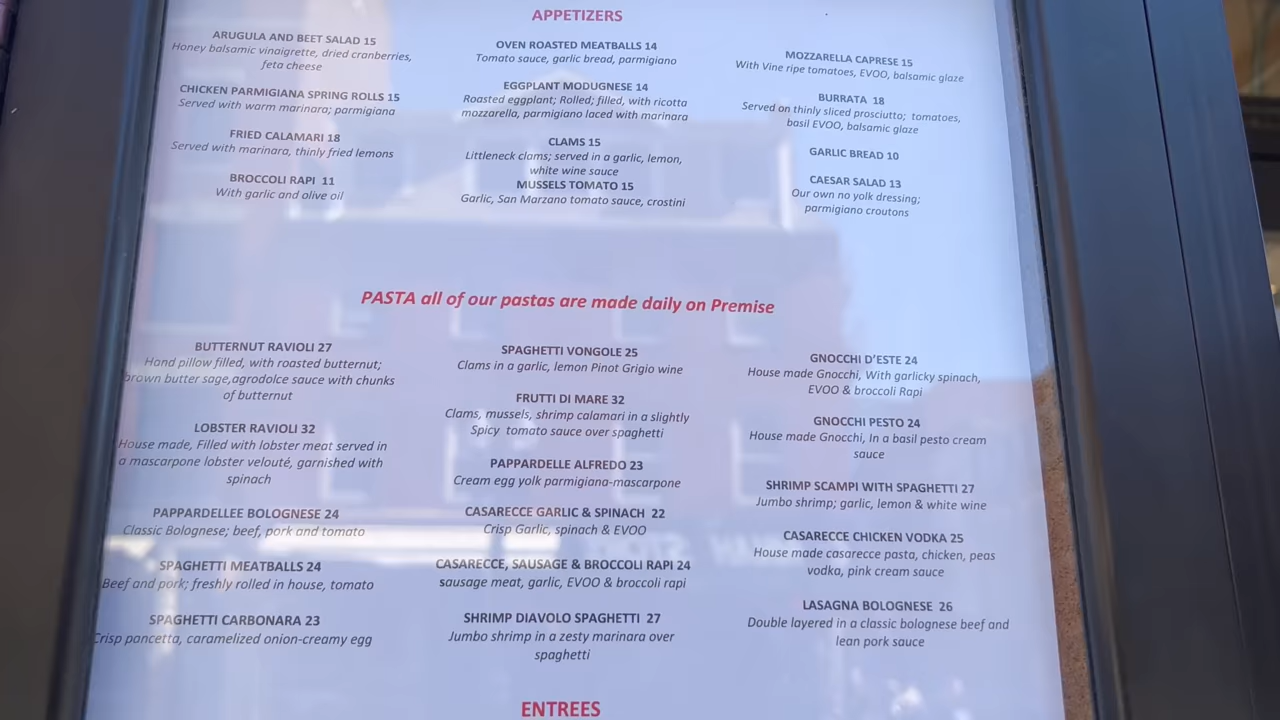 APPETIZERS
ARUGULA AND BEET SALAD 15
Honey balsamic vinaigrette, dried cranberries,
feta cheese
CHICKEN PARMIGIANA SPRING ROLLS 15
Served with warm marinara; parmigiana
FRIED CALAMARI 18
Served with marinara, thinly fried lemons
BROCCOLI RAPI 11
With garlic and alive oil
OVEN ROASTED MEATBALLS 14
Tomato sauce, garlic bread, parmigiano
EGGPLANT MODUGNESE 14
Roasted eggplant; Rolled; filled, with ricotta
mozzarella, parmigiano laced with marinara
CLAMS 15
Littleneck clams; served in a garlic, lemon,
white wine sauce
MUSSELS TOMATO 15
Garlic, San Marzano tomato sauce, crostini
MOZZARELLA CAPRESE 15
With Vine ripe tomatoes, EVOO, balsamic glaze
BURRATA 18
Served on thinly sliced prosciutto; tomatoes,
basil EVOO, balsamic glaze
GARLIC BREAD 10
CAESAR SALAD 13
Our own no yolk dressing;
parmigiano croutons
PASTA all of our pastas are made daily on Premise
BUTTERNUT RAVIOLI 27
Hand pillow filled, with roasted butternut;
brown butter sage,agrodolce sauce with chunks
of butternut
LOBSTER RAVIOLI 32
House made, Filled with lobster meat served in
a mascarpone lobster velouté, garnished with
spinach
PAPPARDELLEE BOLOGNESE 24
Classic Bolognese; beef, pork and tomato
SPAGHETTI MEATBALLS 24
Beef and pork; freshly rolled in house, tomato
SPAGHETTI CARBONARA 23
Crisp pancetta, caramelized onion-creamy egg
SPAGHETTI VONGOLE 25
Clams in a garlic, lemon Pinot Grigio wine
FRUTTI DI MARE 32
Clams, mussels, shrimp calamari in a slightly
Spicy tomato sauce over spaghetti
PAPPARDELLE ALFREDO 23
Cream egg yolk parmigiana-mascarpone
CASARECCE GARLIC & SPINACH 22
Crisp Garlic, spinach & EVOO
CASARECCE, SAUSAGE & BROCCOLI RAPI 24
sausage meat, garlic, EVOO & broccoli rapi
SHRIMP DIAVOLO SPAGHETTI 27
Jumbo shrimp in a zesty marinara over
spaghetti
GNOCCHI D'ESTE 24
House made Gnocchi, With garlicky spinach,
EVOO & broccoli Rapi
GNOCCHI PESTO 24
House made Gnocchi, In a basil pesto cream
sauce
SHRIMP SCAMPI WITH SPAGHETTI 27
Jumbo shrimp; garlic, lemon & white wine
CASARECCE CHICKEN VODKA 25
House made casarecce pasta, chicken, peas
vodka, pink cream sauce
LASAGNA BOLOGNESE 26
Double layered in a classic bolognese beef and
lean pork sauce
ENTREES